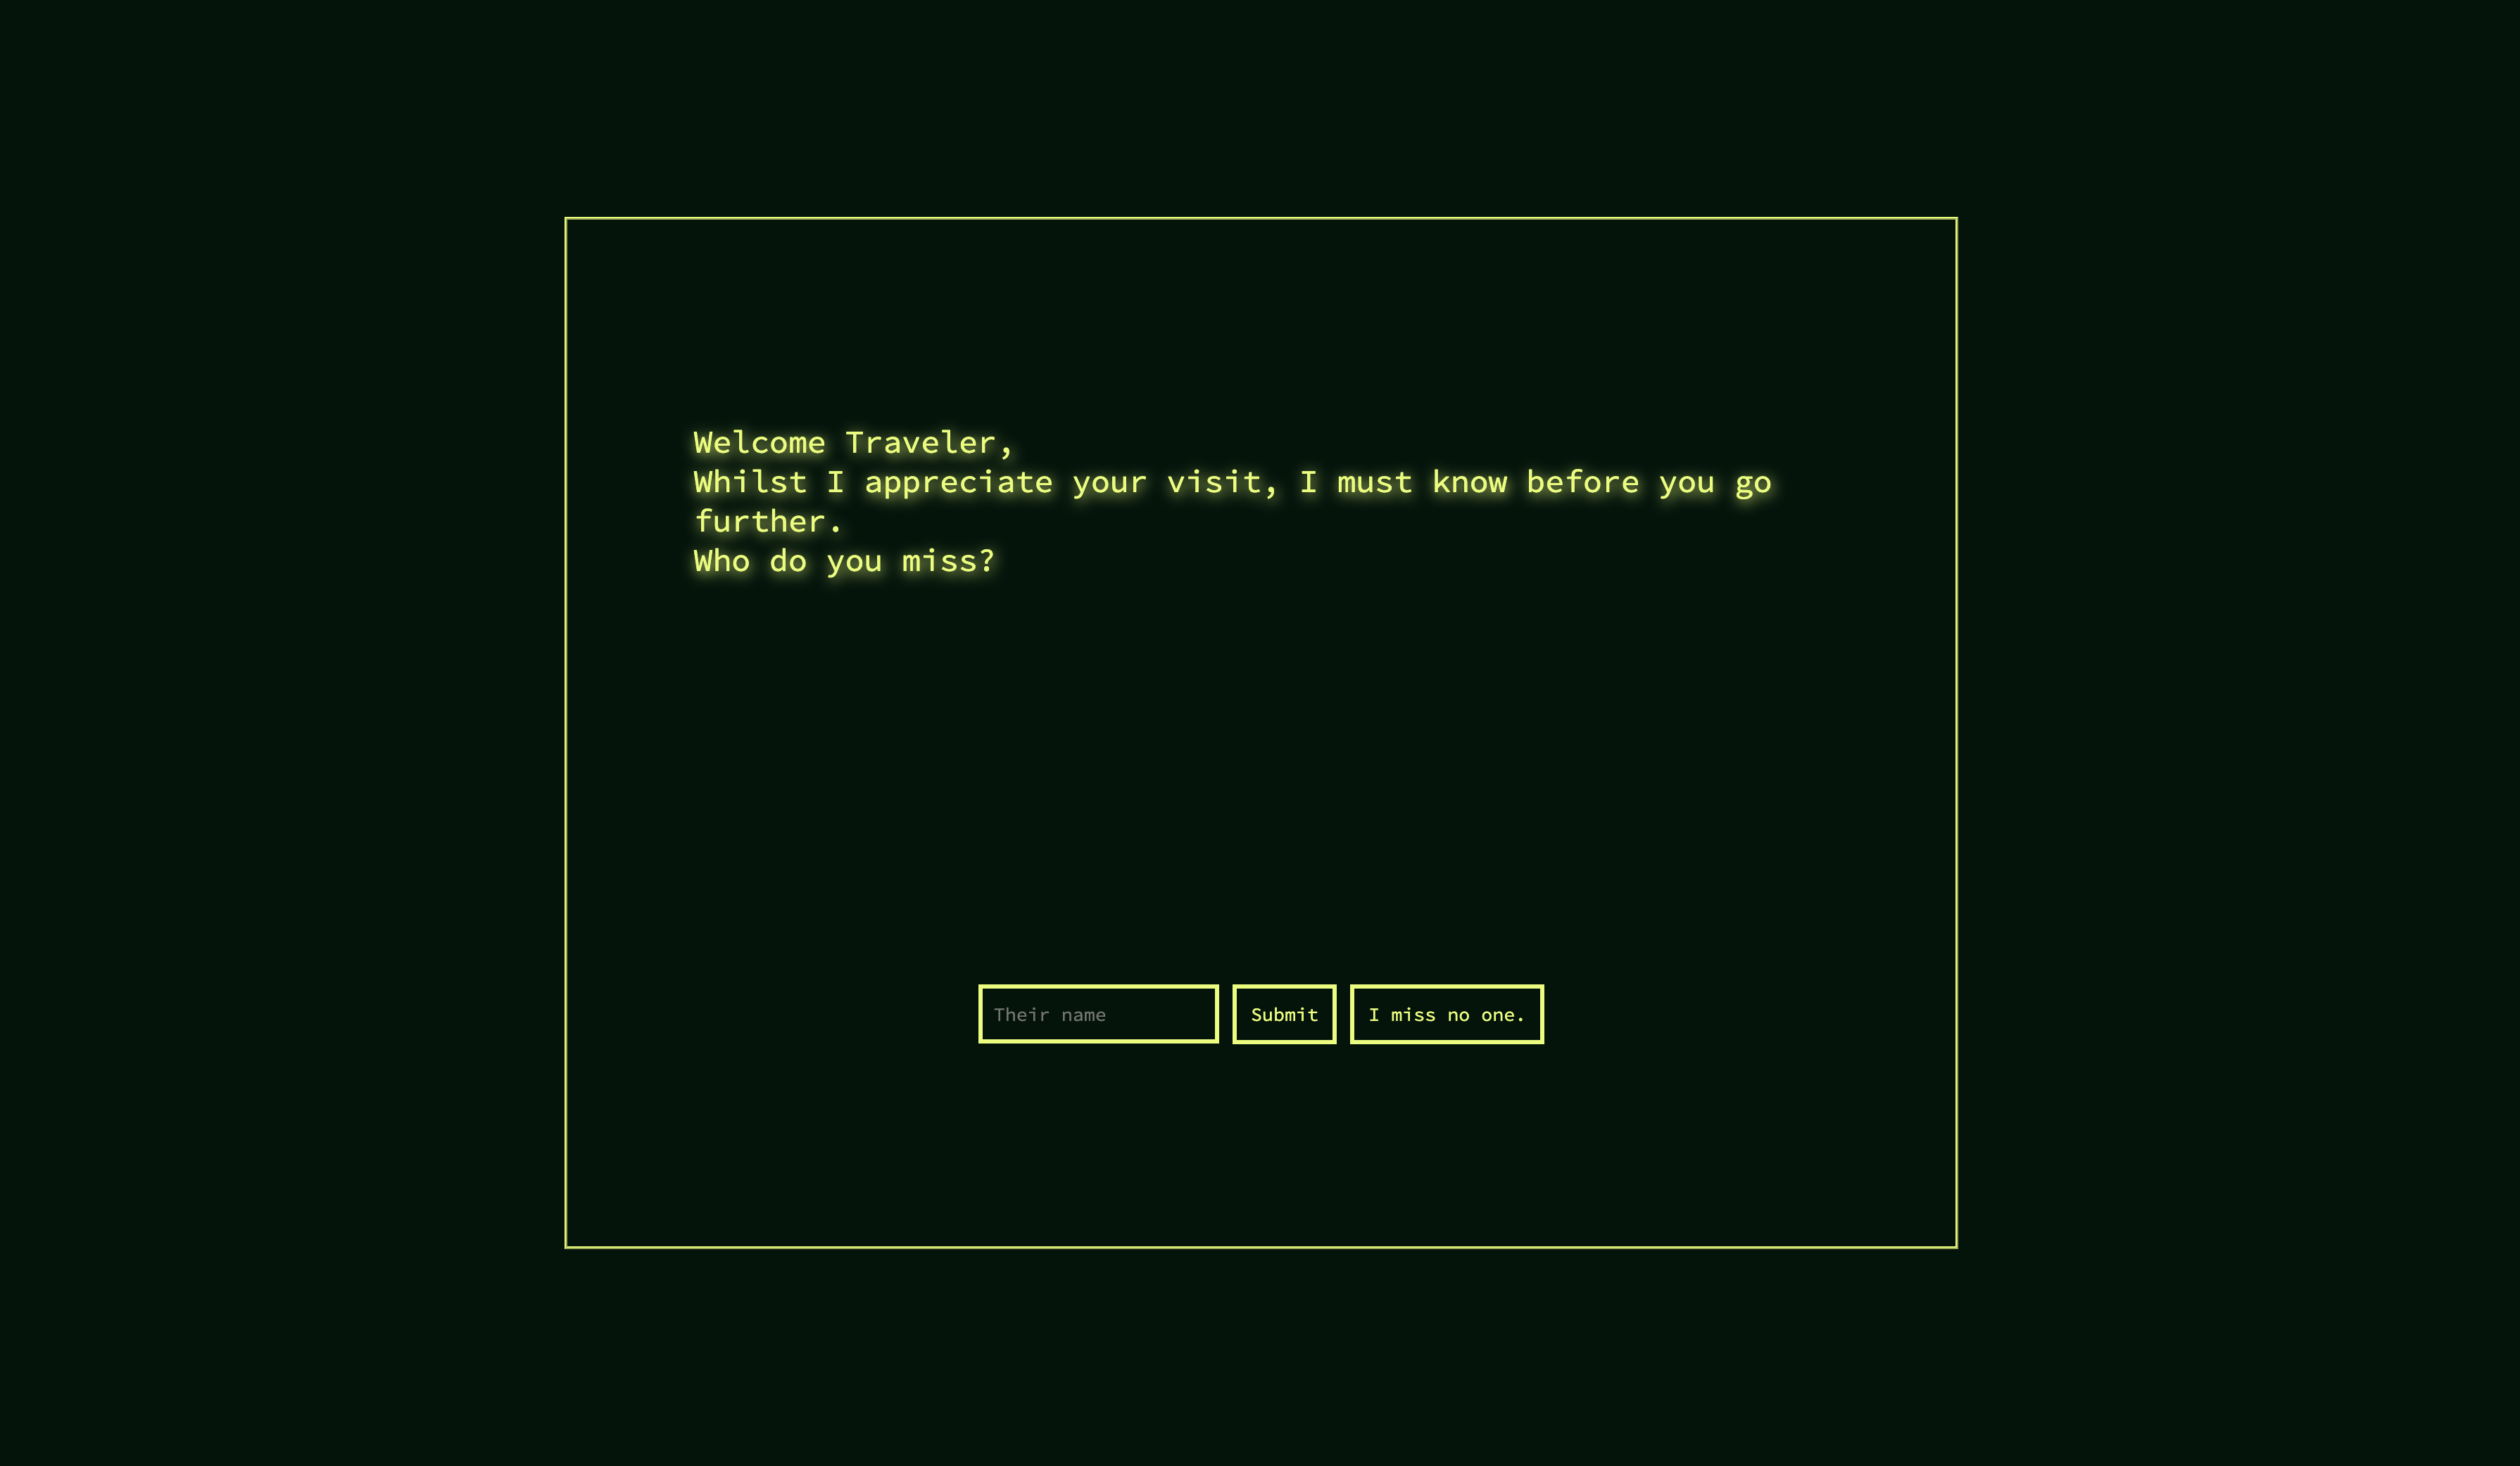 Welcome Traveler,
Whilst I appreciate your visit, I must know before you go
further.
Who do you miss?
Their name
Submit
I miss no one.